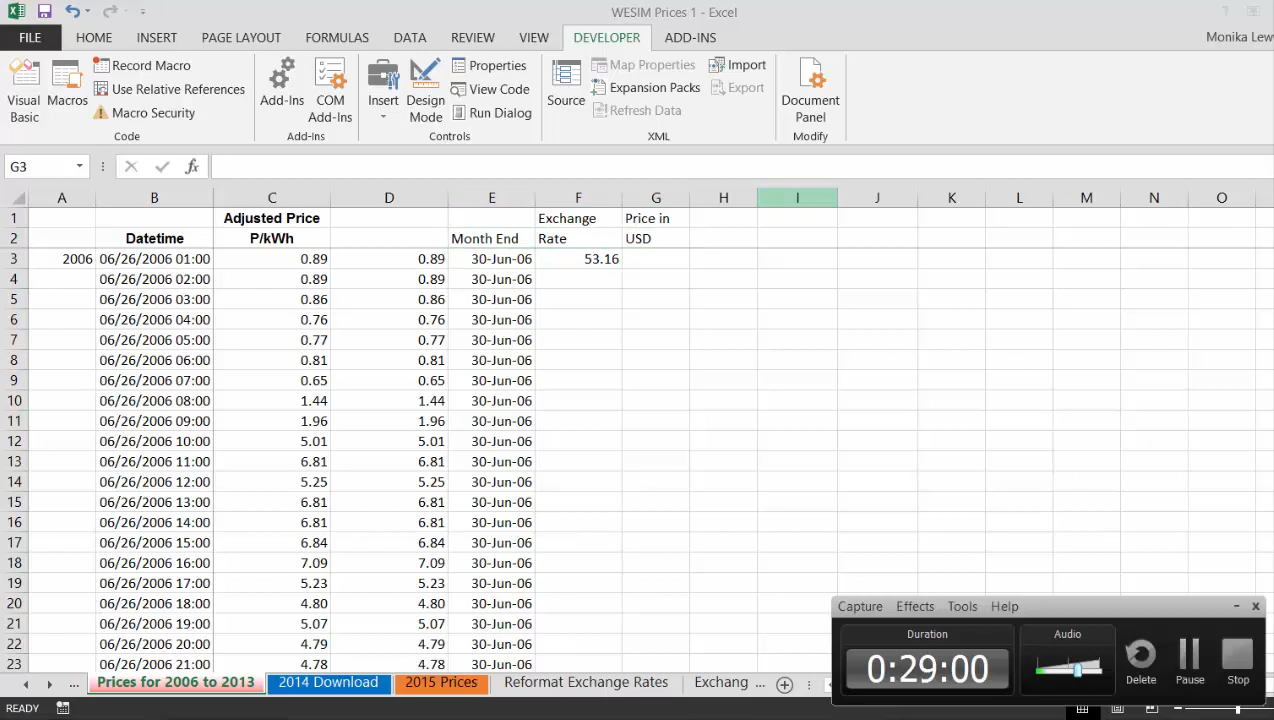 WESIM Prices 1 - Excel
FILE HOME INSERT PAGE LAYOUT FORMULAS DATA REVIEW VIEW DEVELOPER ADD-INS Monika Lew
Visual Basic
Macros
Record Macro
Use Relative References
Macro Security
Code
Add-Ins
COM Add-Ins
Add-Ins
Insert
Design Mode
Properties
View Code
Run Dialog
Controls
Source
Map Properties
Expansion Packs
Refresh Data
Import
Export
XML
Document Panel
Modify
G3 fx
A B C D E F G H I J K L M N O
1 Adjusted Price Exchange Price in
2 Datetime P/kWh Month End Rate USD
3 2006 06/26/2006 01:00 0.89 0.89 30-Jun-06 53.16
4 06/26/2006 02:00 0.89 0.89 30-Jun-06
5 06/26/2006 03:00 0.86 0.86 30-Jun-06
6 06/26/2006 04:00 0.76 0.76 30-Jun-06
7 06/26/2006 05:00 0.77 0.77 30-Jun-06
8 06/26/2006 06:00 0.81 0.81 30-Jun-06
9 06/26/2006 07:00 0.65 0.65 30-Jun-06
10 06/26/2006 08:00 1.44 1.44 30-Jun-06
11 06/26/2006 09:00 1.96 1.96 30-Jun-06
12 06/26/2006 10:00 5.01 5.01 30-Jun-06
13 06/26/2006 11:00 6.81 6.81 30-Jun-06
14 06/26/2006 12:00 5.25 5.25 30-Jun-06
15 06/26/2006 13:00 6.81 6.81 30-Jun-06
16 06/26/2006 14:00 6.81 6.81 30-Jun-06
17 06/26/2006 15:00 6.84 6.84 30-Jun-06
18 06/26/2006 16:00 7.09 7.09 30-Jun-06
19 06/26/2006 17:00 5.23 5.23 30-Jun-06
20 06/26/2006 18:00 4.80 4.80 30-Jun-06
21 06/26/2006 19:00 5.07 5.07 30-Jun-06
22 06/26/2006 20:00 4.79 4.79 30-Jun-06
23 06/26/2006 21:00 4.78 4.78 30-Jun-06
Capture Effects Tools Help
Duration
0:29:00
Audio
Delete Pause Stop
... Prices for 2006 to 2013 2014 Download 2015 Prices Reformat Exchange Rates Exchang ...
READY